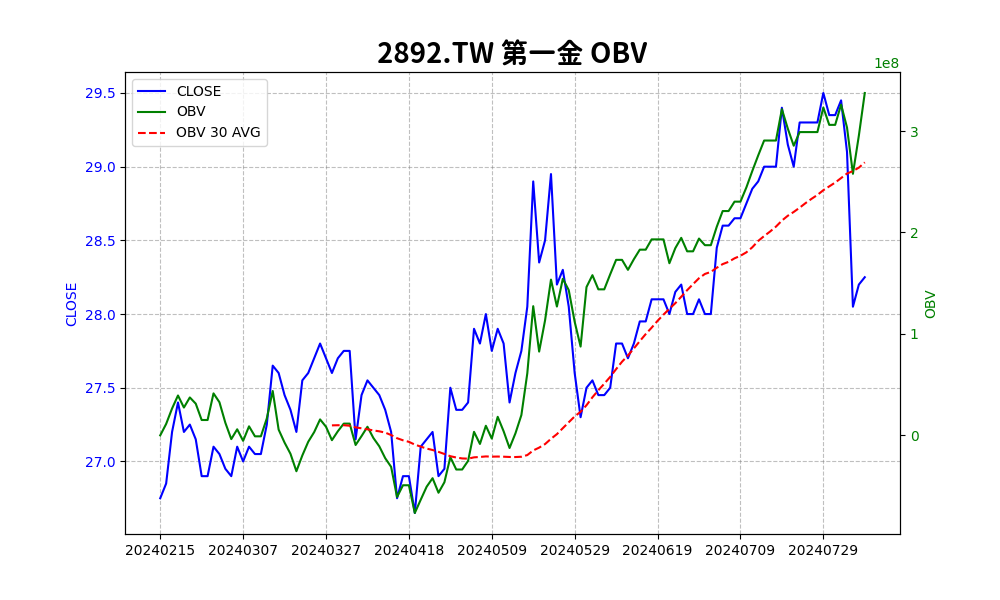 2892.TW 第一金 OBV
1e8
CLOSE
OBV
OBV 30 AVG
29.5
29.0
28.5
28.0
27.5
27.0
CLOSE
3
2
1
0
OBV
20240215 20240307 20240327 20240418 20240509 20240529 20240619 20240709 20240729